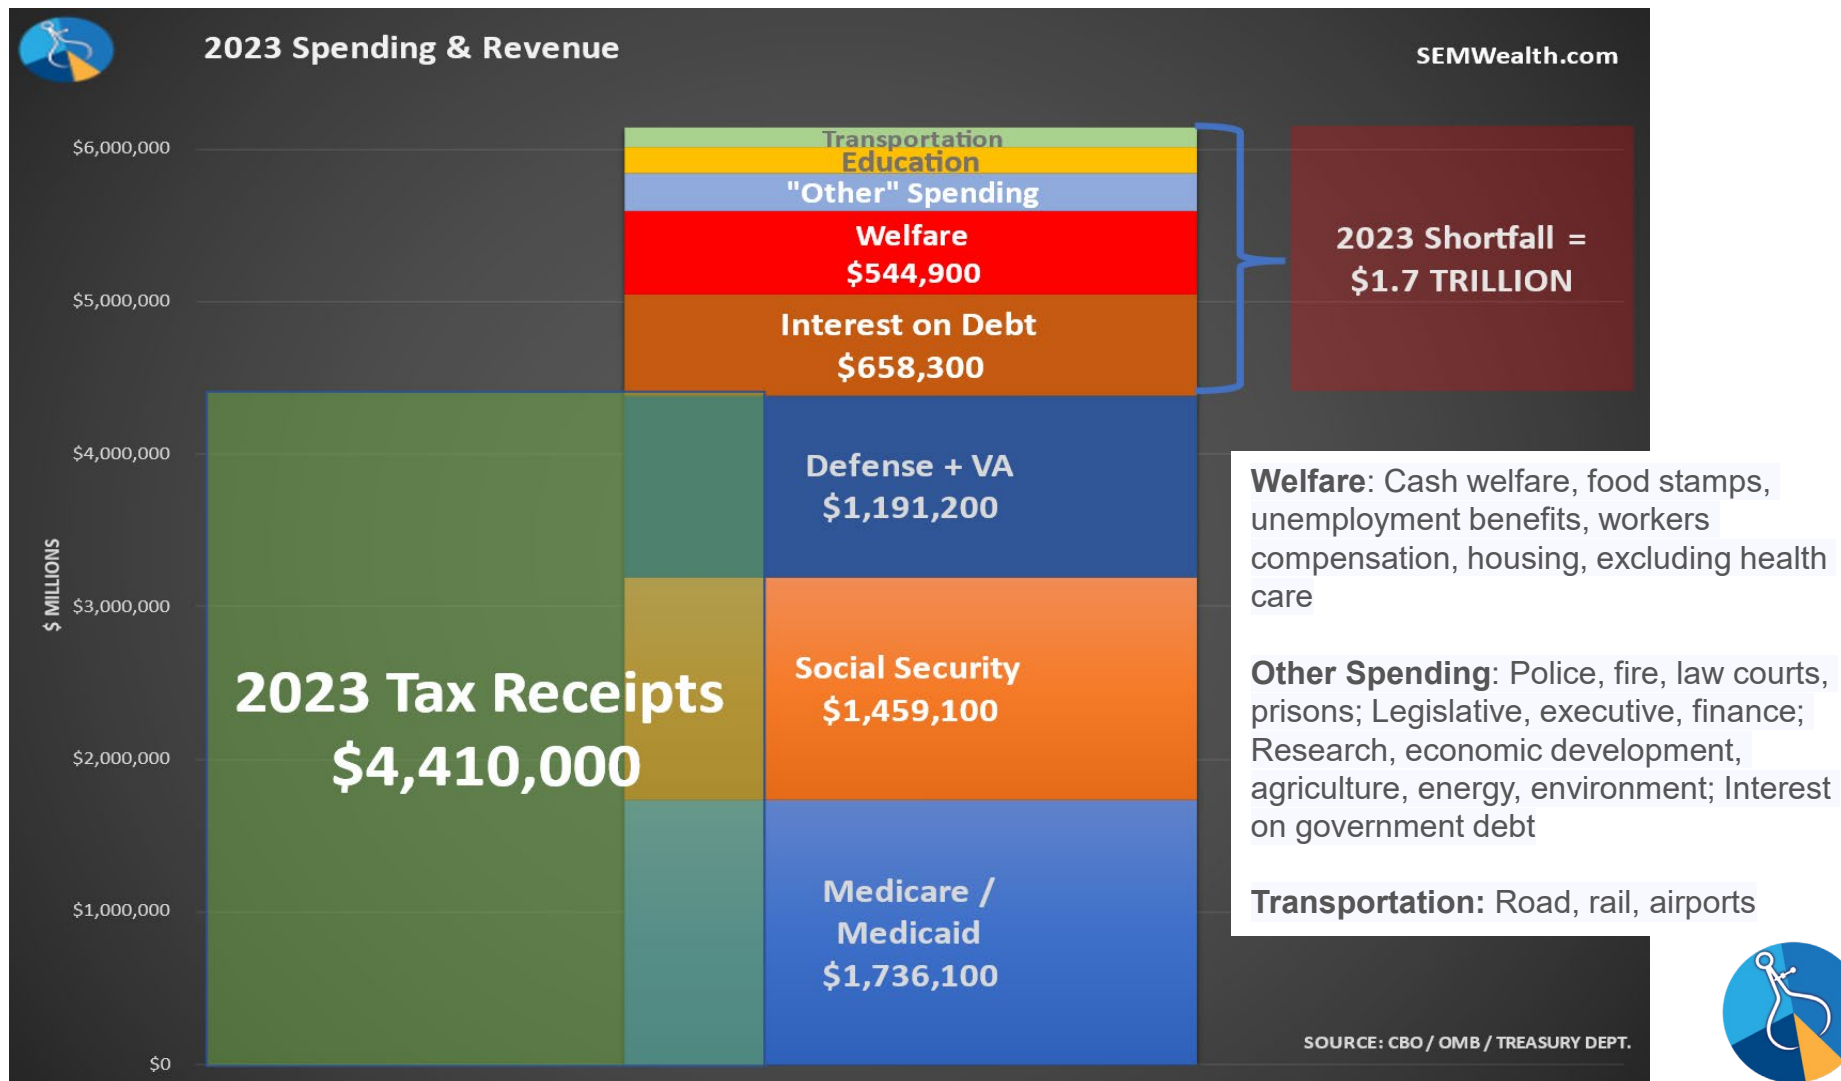 2023 Spending & Revenue
SEMWealth.com
$6,000,000
$5,000,000
$4,000,000
$3,000,000
$2,000,000
$1,000,000
$0
$ MILLIONS
Transportation
Education
"Other" Spending
Welfare
$544,900
Interest on Debt
$658,300
Defense + VA
$1,191,200
Social Security
$1,459,100
Medicare /
Medicaid
$1,736,100
2023 Tax Receipts
$4,410,000
2023 Shortfall =
$1.7 TRILLION
Welfare: Cash welfare, food stamps,
unemployment benefits, workers
compensation, housing, excluding health
care
Other Spending: Police, fire, law courts,
prisons; Legislative, executive, finance;
Research, economic development,
agriculture, energy, environment; Interest
on government debt
Transportation: Road, rail, airports
SOURCE: CBO / OMB / TREASURY DEPT.